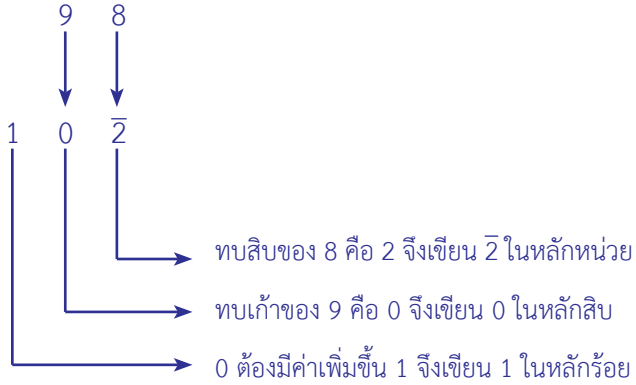 9 8
1 0 2̅
ทบสิบของ 8 คือ 2 จึงเขียน 2̅ ในหลักหน่วย
ทบเก้าของ 9 คือ 0 จึงเขียน 0 ในหลักสิบ
0 ต้องมีค่าเพิ่มขึ้น 1 จึงเขียน 1 ในหลักร้อย